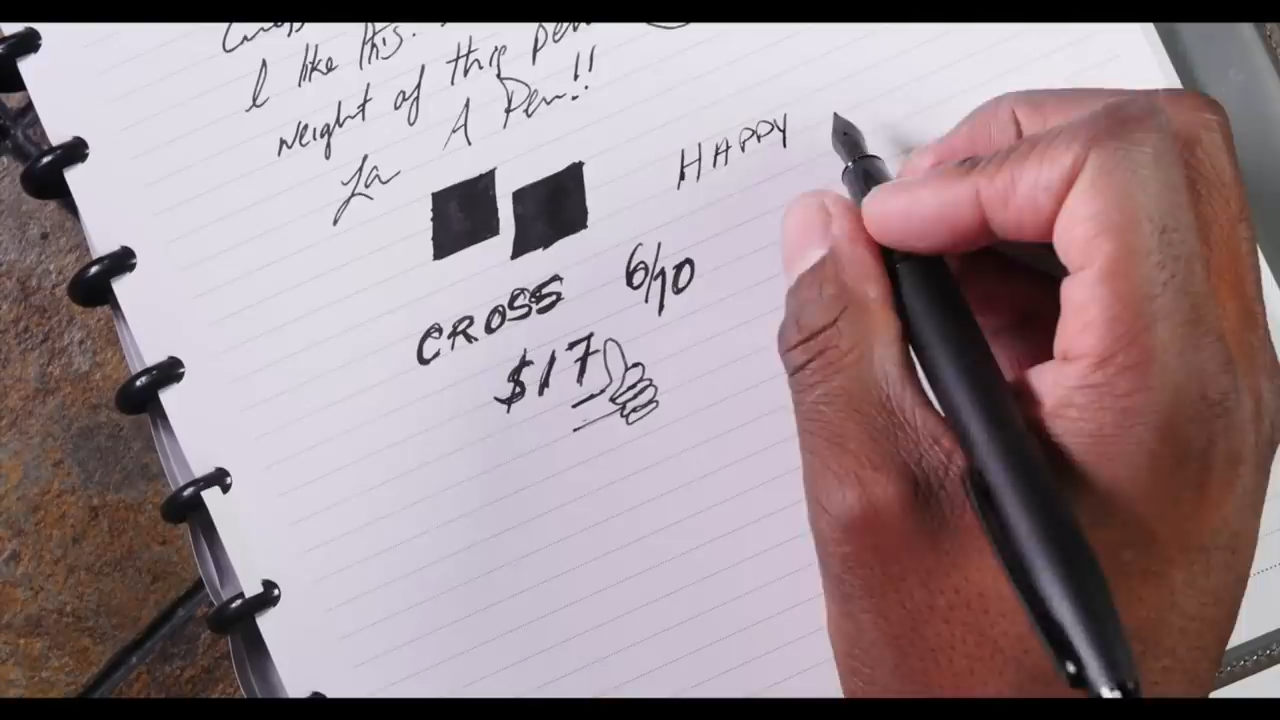 I like this.
weight of this pen
A Pen!!
La
HAPPY
CROSS 6/10
$17